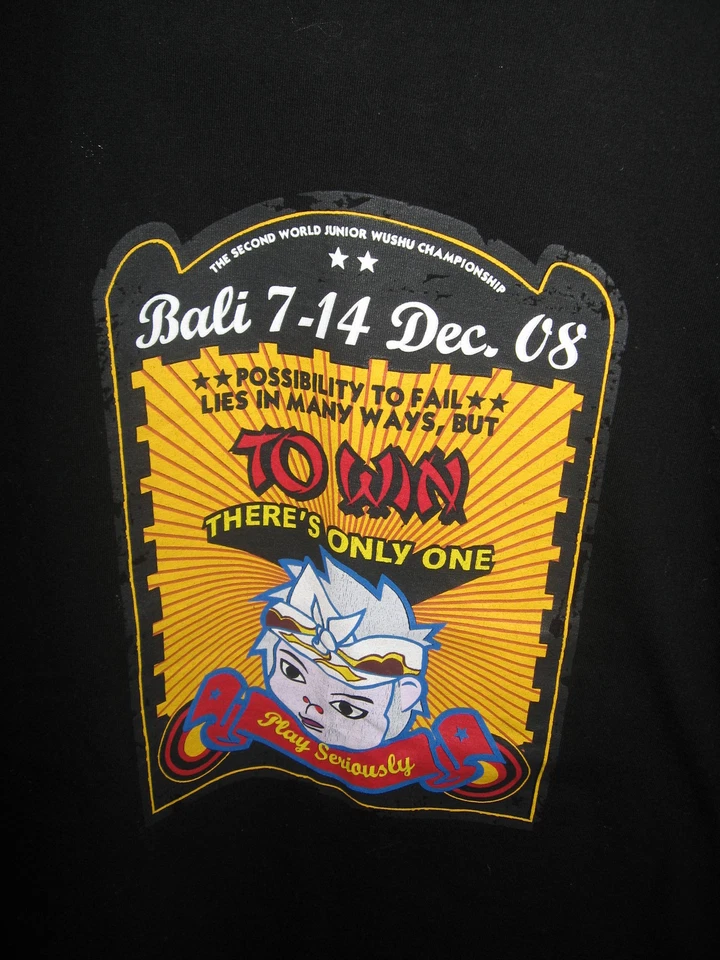 THE SECOND WORLD JUNIOR WUSHU CHAMPIONSHIP
Bali 7-14 Dec. 08
POSSIBILITY TO FAIL
LIES IN MANY WAYS, BUT
TO WIN
THERE'S ONLY ONE
Play Seriously